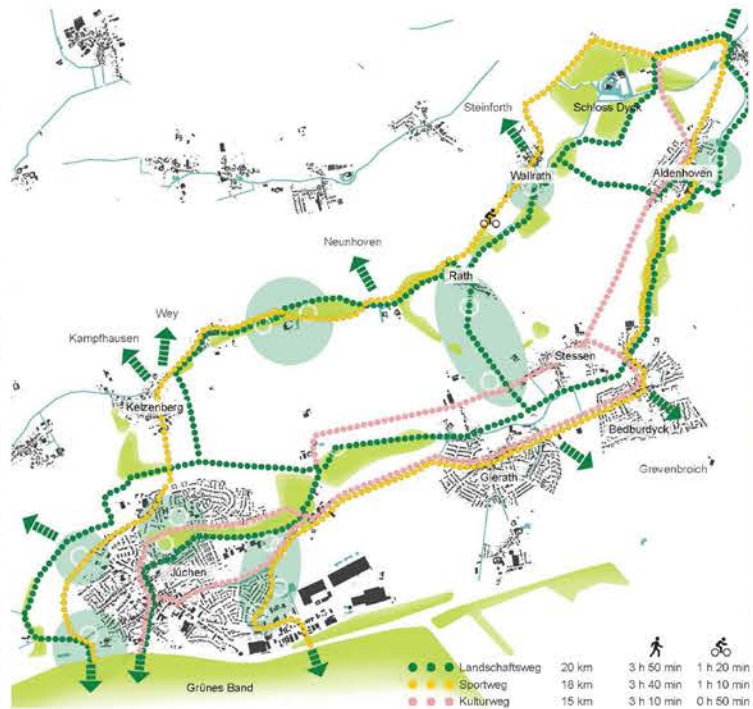 Steinforth
Schloss Dyck
Wallrath
Aldenhoven
Neunhoven
Rath
Wey
Kampfhausen
Stessen
Kelzenberg
Bedburdyck
Gierath
Grevenbroich
Jüchen
Grünes Band
Landschaftsweg 20 km 3 h 50 min 1 h 20 min
Sportweg 18 km 3 h 40 min 1 h 10 min
Kulturweg 15 km 3 h 10 min 0 h 50 min